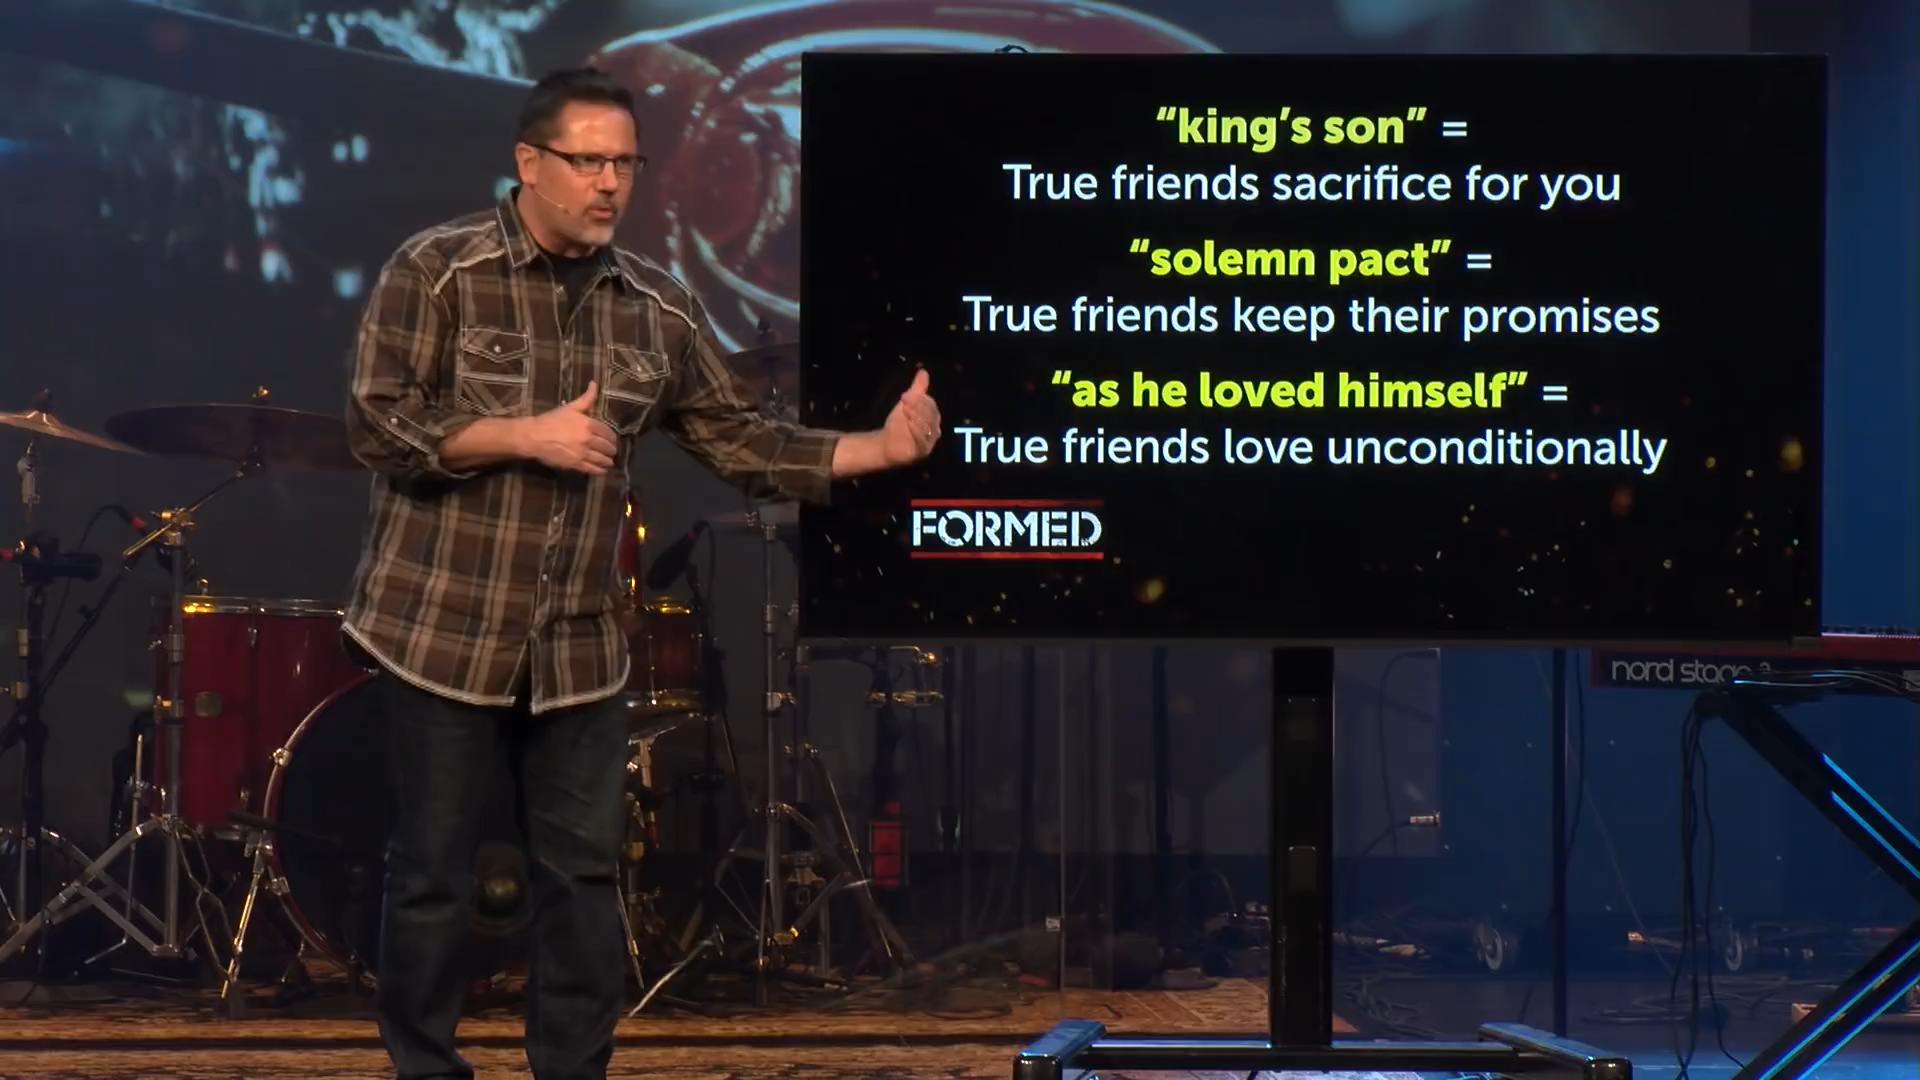 “king’s son” =
True friends sacrifice for you
“solemn pact” =
True friends keep their promises
“as he loved himself” =
True friends love unconditionally
FORMED
nord stage 3